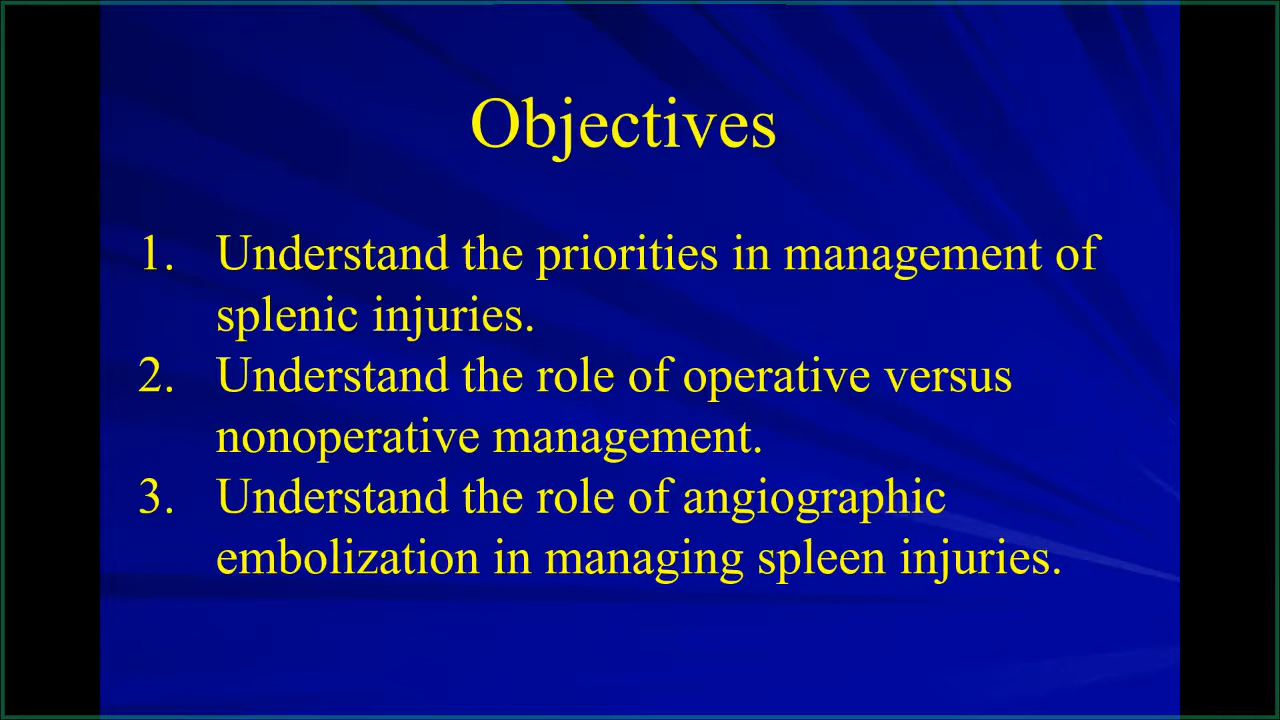 Objectives
1. Understand the priorities in management of
splenic injuries.
2. Understand the role of operative versus
nonoperative management.
3. Understand the role of angiographic
embolization in managing spleen injuries.